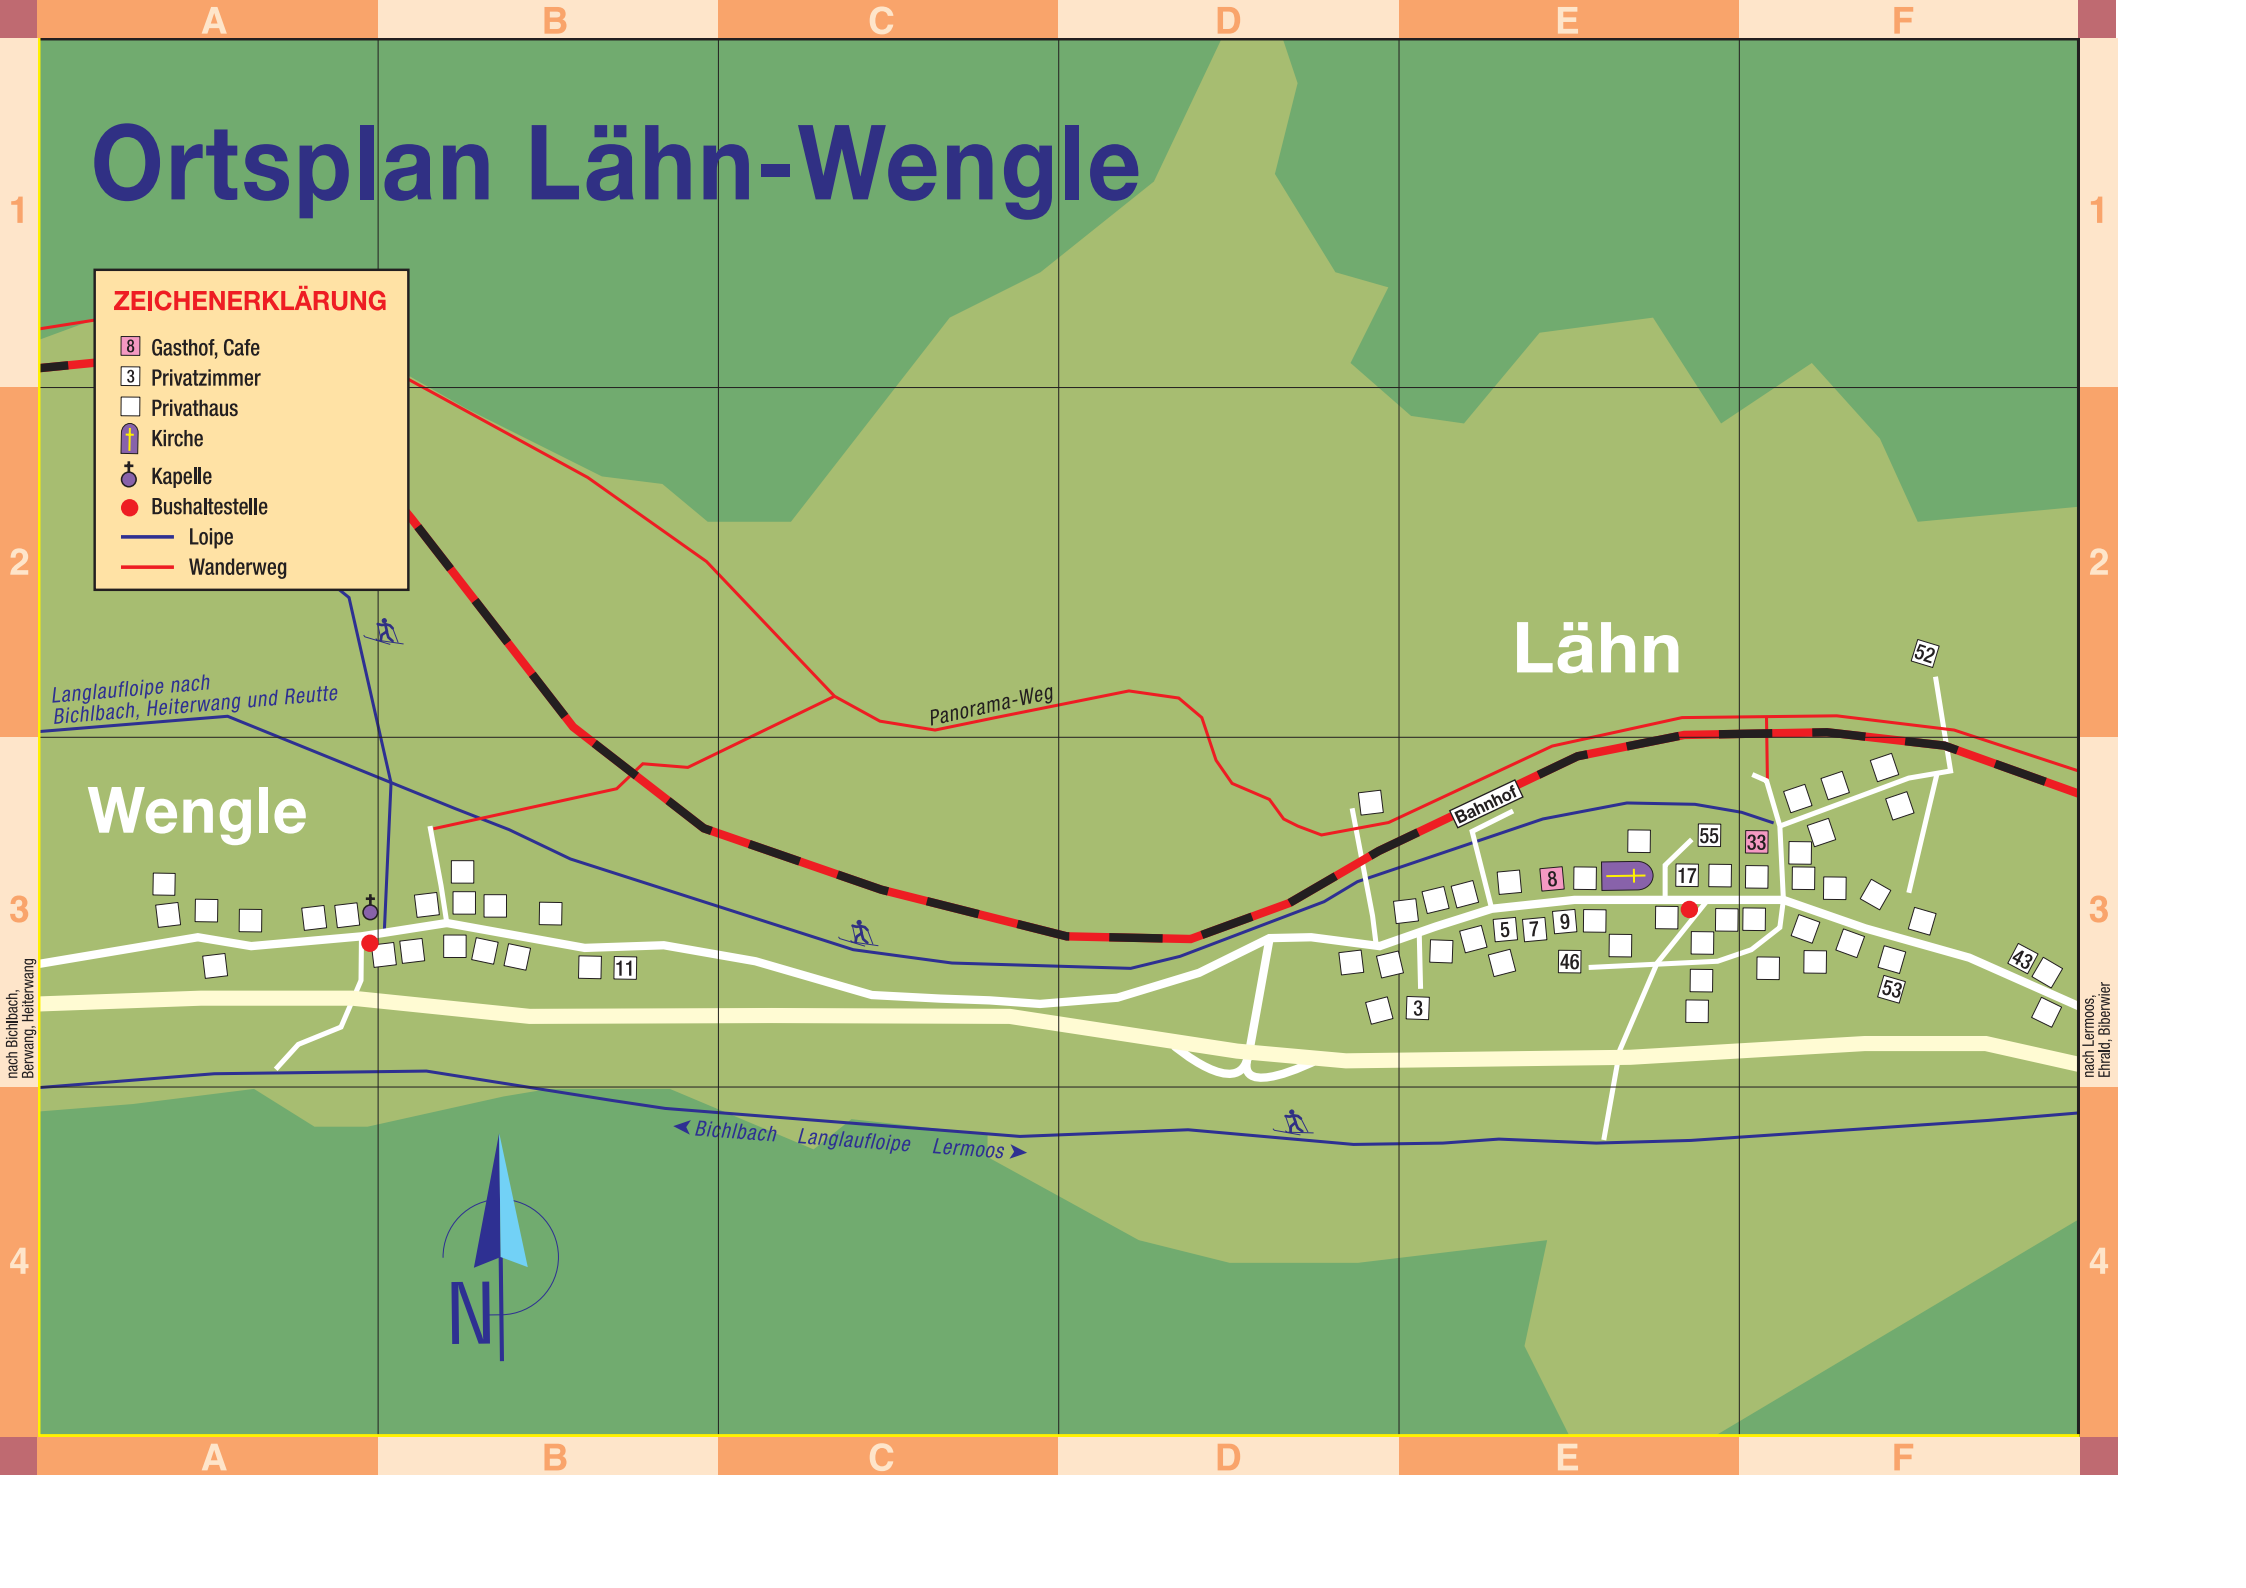 A B C D E F
Ortsplan Lähn-Wengle
1 1
ZEICHENERKLÄRUNG
8 Gasthof, Cafe
3 Privatzimmer
Privathaus
Kirche
Kapelle
Bushaltestelle
Loipe
Wanderweg
2 2
Lähn
52
Langlaufloipe nach
Bichlbach, Heiterwang und Reutte
Panorama-Weg
Wengle
Bahnhof
55 33
8 17
3 3
5 7 9
46
11
43
53
3
nach Bichlbach,
Berwang, Heiterwang
nach Lermoos,
Ehrald, Biberwier
Bichlbach Langlaufloipe Lermoos
4 4
N
A B C D E F